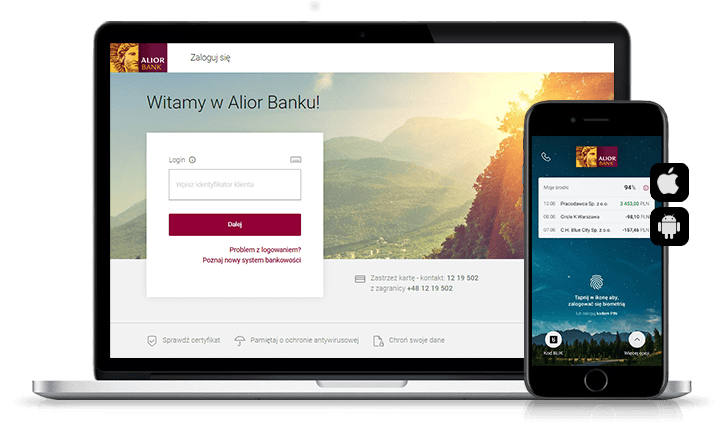 ALIOR
BANK
Zaloguj się
Witamy w Alior Banku!
Login
Wpisz identyfikator klienta
Dalej
Problem z logowaniem?
Poznaj nowy system bankowości
Zastrzeż kartę - kontakt: 12 19 502
z zagranicy +48 12 19 502
Sprawdź certyfikat
Pamiętaj o ochronie antywirusowej
Chroń swoje dane
ALIOR
BANK
Moje środki 94%
10.06 Pracodawca Sp. z o.o. 3 453,00 PLN
08.06 Circle K Warszawa -98,10 PLN
07.06 C.H. Blue City Sp. z o.o. -157,46 PLN
Tapnij w ikonę aby,
zalogować się biometrią
lub zaloguj kodem PIN
Kod BLIK
Więcej opcji